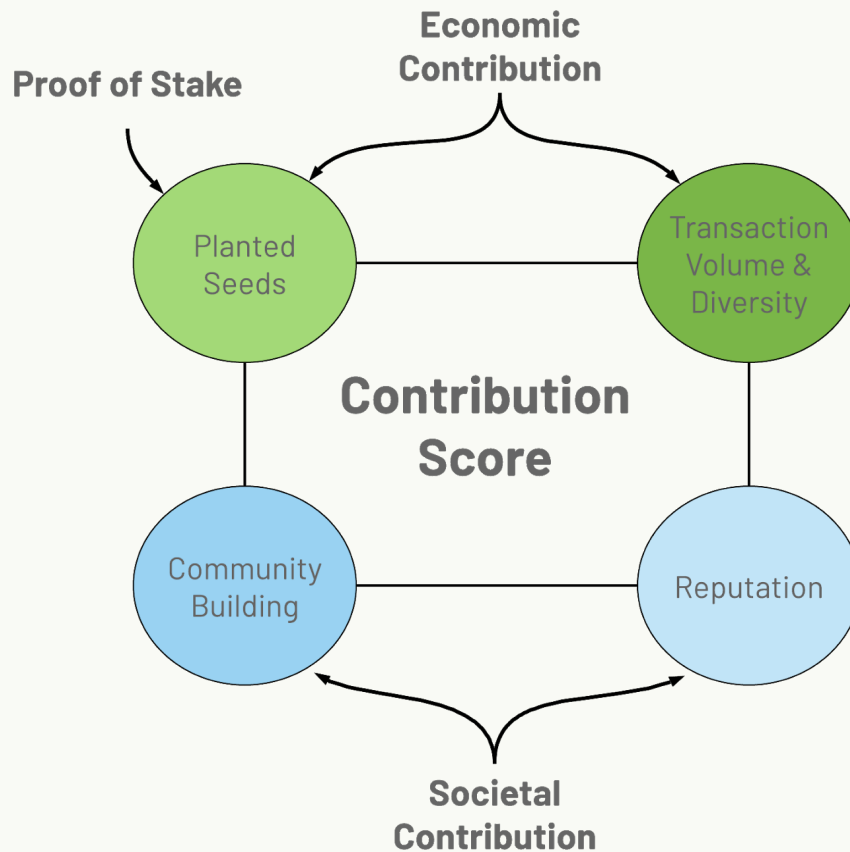 Economic
Contribution
Proof of Stake
Planted
Seeds
Transaction
Volume &
Diversity
Contribution
Score
Community
Building
Reputation
Societal
Contribution